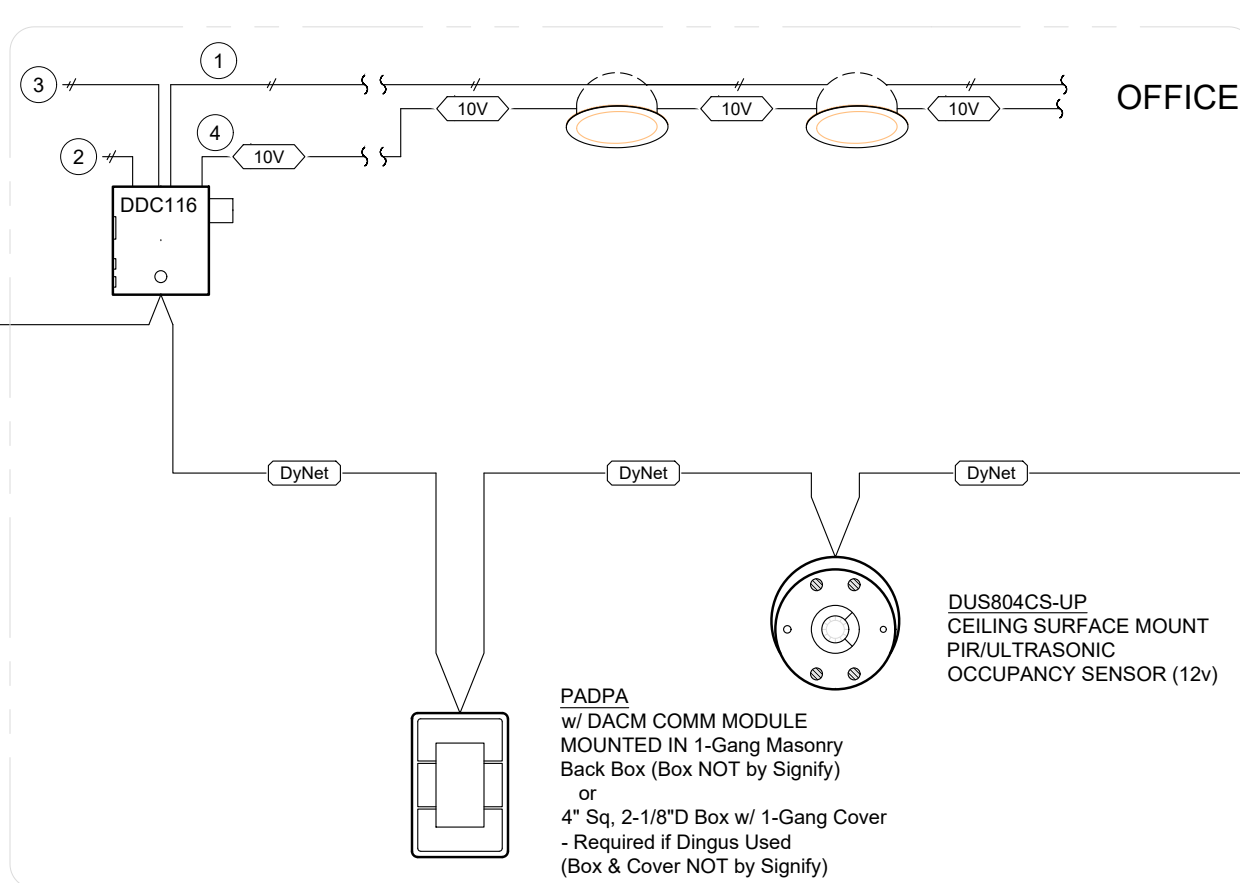 1
3
OFFICE
10V
10V
10V
4
2
10V
DDC116
DyNet
DyNet
DyNet
DUS804CS-UP
CEILING SURFACE MOUNT
PIR/ULTRASONIC
OCCUPANCY SENSOR (12v)
PADPA
w/ DACM COMM MODULE
MOUNTED IN 1-Gang Masonry
Back Box (Box NOT by Signify)
or
4" Sq, 2-1/8"D Box w/ 1-Gang Cover
- Required if Dingus Used
(Box & Cover NOT by Signify)